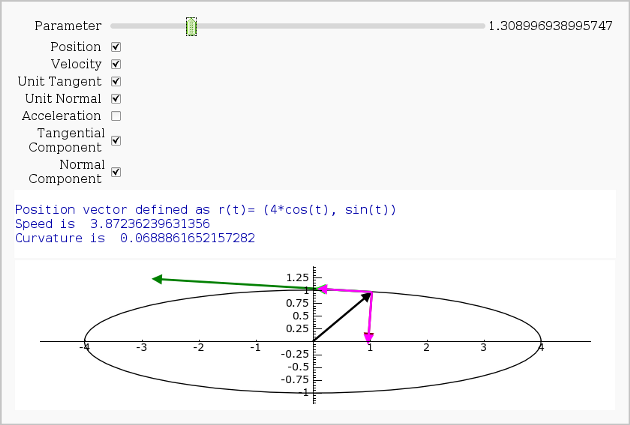 Parameter 1.308996938995747
Position
Velocity
Unit Tangent
Unit Normal
Acceleration
Tangential
Component
Normal
Component
Position vector defined as r(t)= (4*cos(t), sin(t))
Speed is  3.87236239631356
Curvature is  0.0688861652157282
1.25
1
0.75
0.5
0.25
-4 -3 -2 -1 1 2 3 4
-0.25
-0.5
-0.75
-1